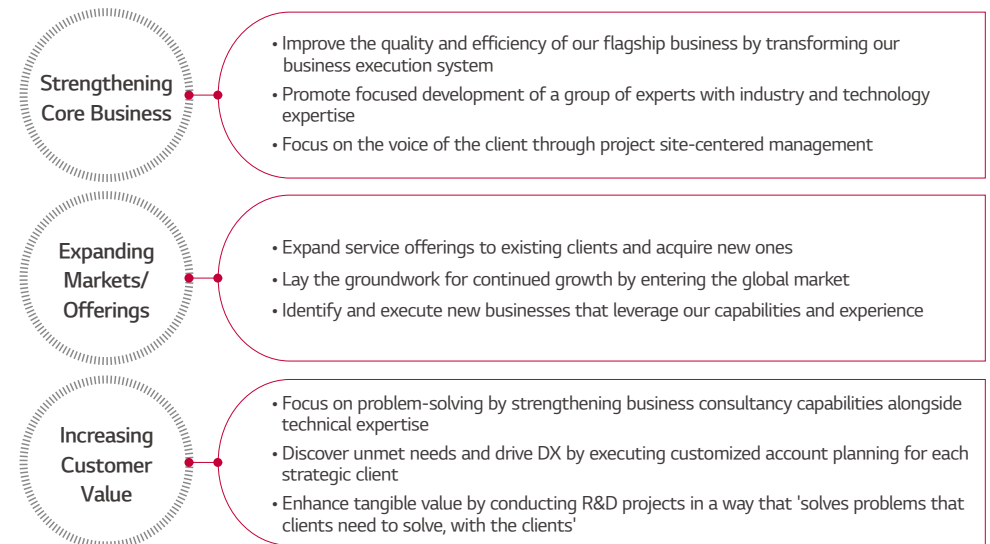 Strengthening
Core Business
• Improve the quality and efficiency of our flagship business by transforming our
business execution system
• Promote focused development of a group of experts with industry and technology
expertise
• Focus on the voice of the client through project site-centered management
Expanding
Markets/
Offerings
• Expand service offerings to existing clients and acquire new ones
• Lay the groundwork for continued growth by entering the global market
• Identify and execute new businesses that leverage our capabilities and experience
Increasing
Customer
Value
• Focus on problem-solving by strengthening business consultancy capabilities alongside
technical expertise
• Discover unmet needs and drive DX by executing customized account planning for each
strategic client
• Enhance tangible value by conducting R&D projects in a way that 'solves problems that
clients need to solve, with the clients'